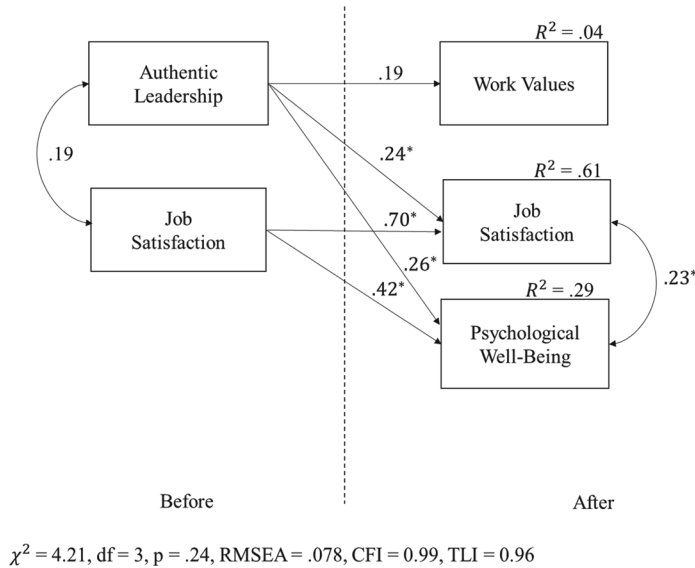 R² = .04
Authentic
Leadership
.19
Work Values
.19
.24*
R² = .61
Job
Satisfaction
.70*
Job
Satisfaction
.26*
.23*
.42*
R² = .29
Psychological
Well-Being
Before
After
χ² = 4.21, df = 3, p = .24, RMSEA = .078, CFI = 0.99, TLI = 0.96